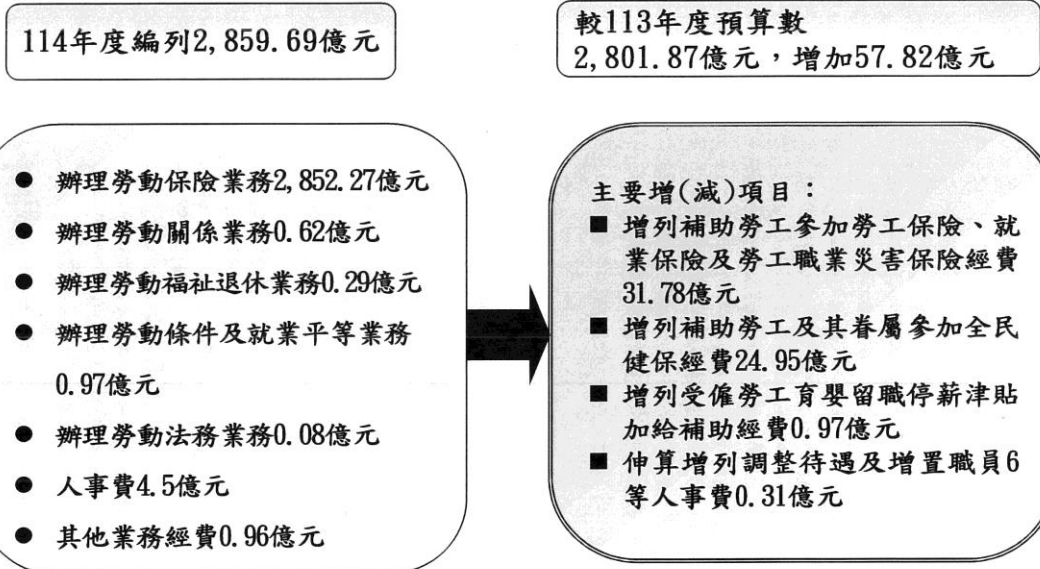 114年度編列2,859.69億元
較113年度預算數
2,801.87億元，增加57.82億元
● 辦理勞動保險業務2,852.27億元
● 辦理勞動關係業務0.62億元
● 辦理勞動福祉退休業務0.29億元
● 辦理勞動條件及就業平等業務
0.97億元
● 辦理勞動法務業務0.08億元
● 人事費4.5億元
● 其他業務經費0.96億元
主要增(減)項目：
■ 增列補助勞工參加勞工保險、就
業保險及勞工職業災害保險經費
31.78億元
■ 增列補助勞工及其眷屬參加全民
健保經費24.95億元
■ 增列受僱勞工育嬰留職停薪津貼
加給補助經費0.97億元
■ 伸算增列調整待遇及增置職員6
等人事費0.31億元